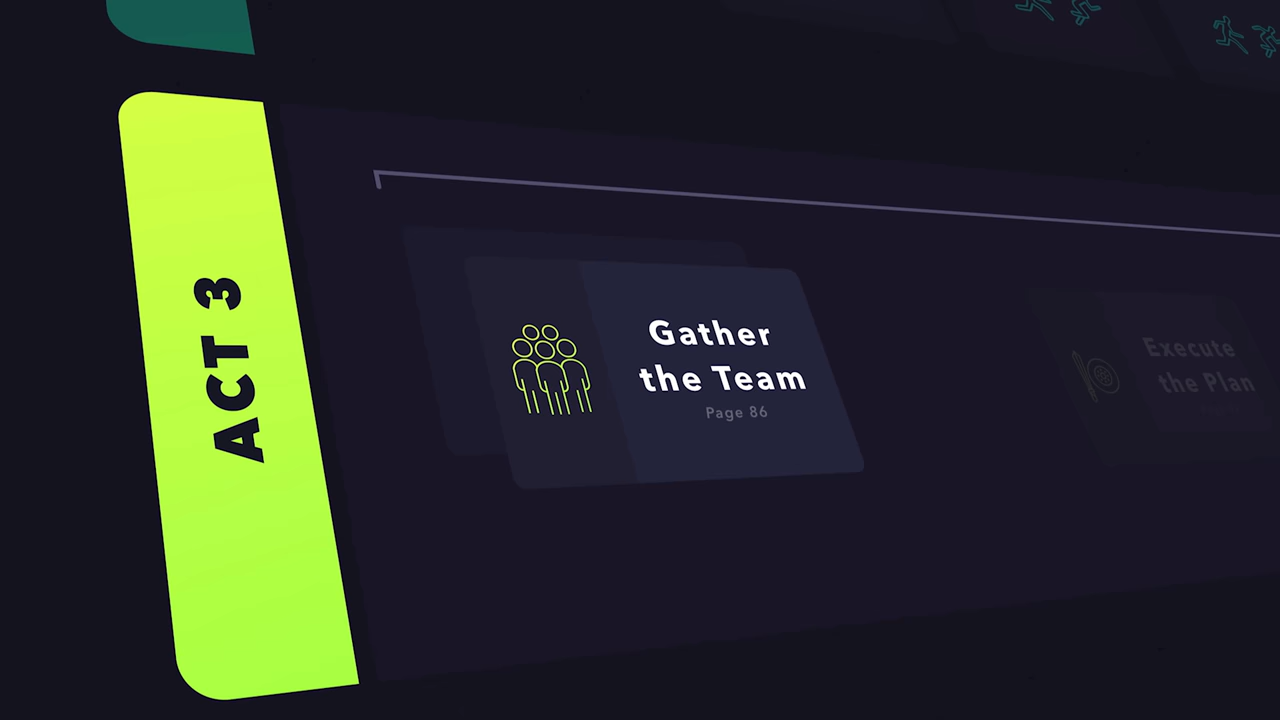 ACT 3
Gather
the Team
Page 86
Execute
the Plan